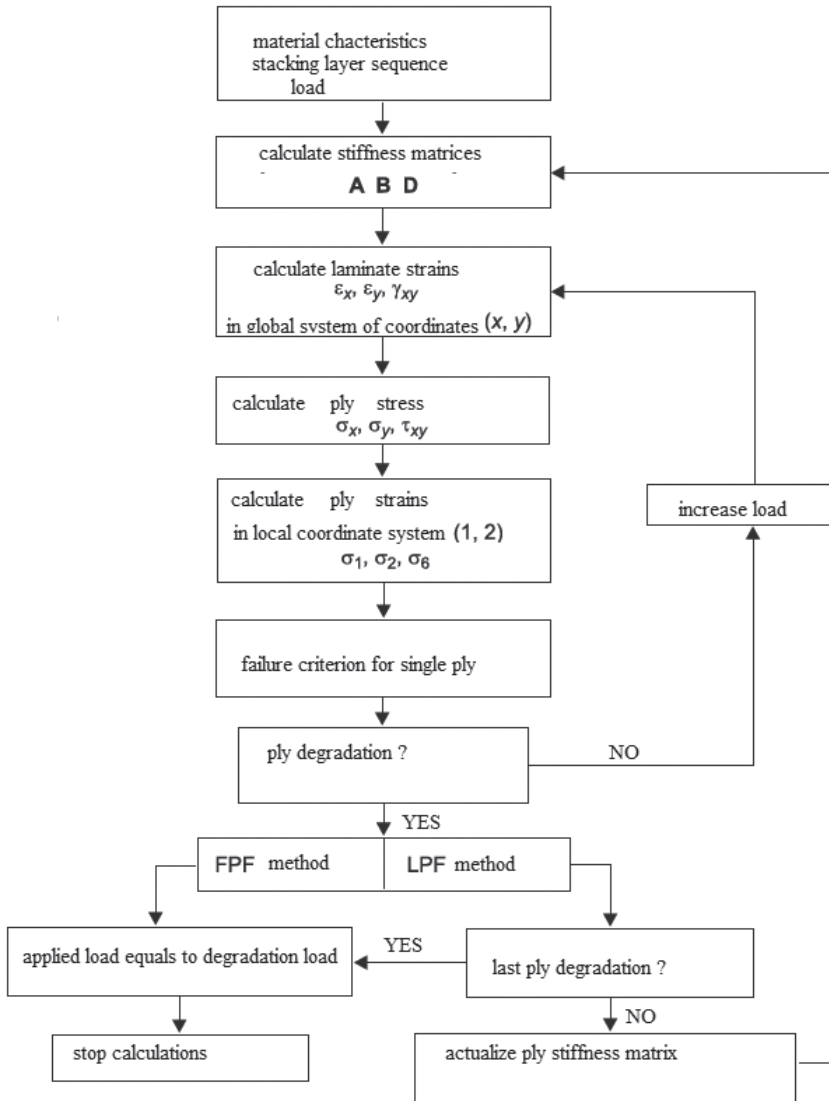 material chacteristics
stacking layer sequence
load
calculate stiffness matrices
A B D
calculate laminate strains
εx, εy, γxy
in global system of coordinates (x, y)
calculate ply stress
σx, σy, τxy
calculate ply strains
in local coordinate system (1, 2)
σ1, σ2, σ6
increase load
failure criterion for single ply
ply degradation ?
NO
YES
FPF method
LPF method
applied load equals to degradation load
YES
last ply degradation ?
NO
stop calculations
actualize ply stiffness matrix